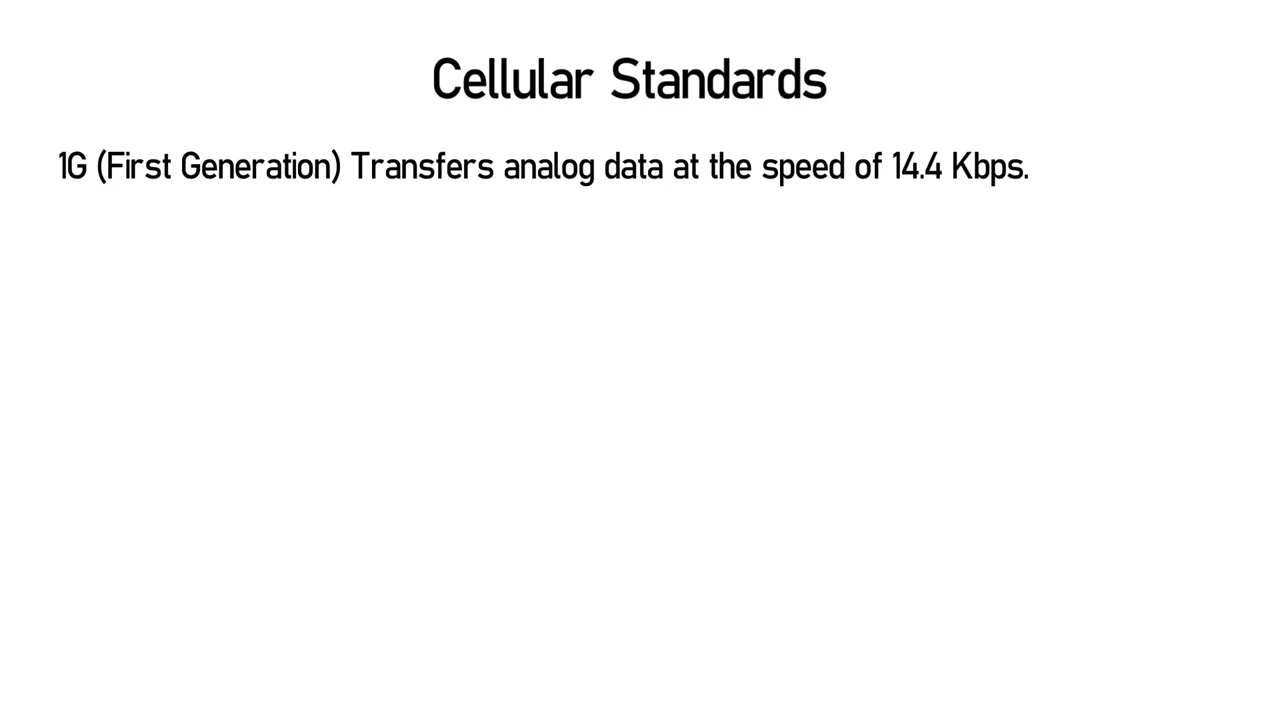 Cellular Standards
1G (First Generation) Transfers analog data at the speed of 14.4 Kbps.